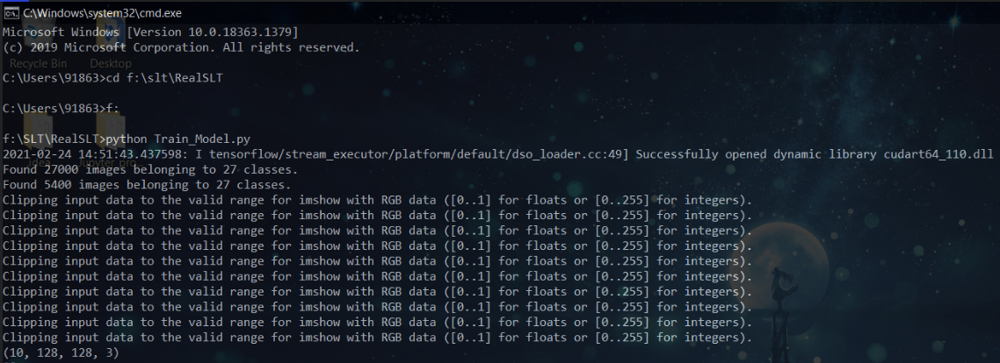 C:\Windows\system32\cmd.exe
Microsoft Windows [Version 10.0.18363.1379]
(c) 2019 Microsoft Corporation. All rights reserved.
Recycle Bin Desktop
C:\Users\91863>cd f:\slt\RealSLT
C:\Users\91863>f:
f:\SLT\RealSLT>python Train_Model.py
2021-02-24 14:51:43.437598: I tensorflow/stream_executor/platform/default/dso_loader.cc:49] Successfully opened dynamic library cudart64_110.dll
Found 27000 images belonging to 27 classes.
Found 5400 images belonging to 27 classes.
Clipping input data to the valid range for imshow with RGB data ([0..1] for floats or [0..255] for integers).
Clipping input data to the valid range for imshow with RGB data ([0..1] for floats or [0..255] for integers).
Clipping input data to the valid range for imshow with RGB data ([0..1] for floats or [0..255] for integers).
Clipping input data to the valid range for imshow with RGB data ([0..1] for floats or [0..255] for integers).
Clipping input data to the valid range for imshow with RGB data ([0..1] for floats or [0..255] for integers).
Clipping input data to the valid range for imshow with RGB data ([0..1] for floats or [0..255] for integers).
Clipping input data to the valid range for imshow with RGB data ([0..1] for floats or [0..255] for integers).
Clipping input data to the valid range for imshow with RGB data ([0..1] for floats or [0..255] for integers).
Clipping input data to the valid range for imshow with RGB data ([0..1] for floats or [0..255] for integers).
Clipping input data to the valid range for imshow with RGB data ([0..1] for floats or [0..255] for integers).
(10, 128, 128, 3)